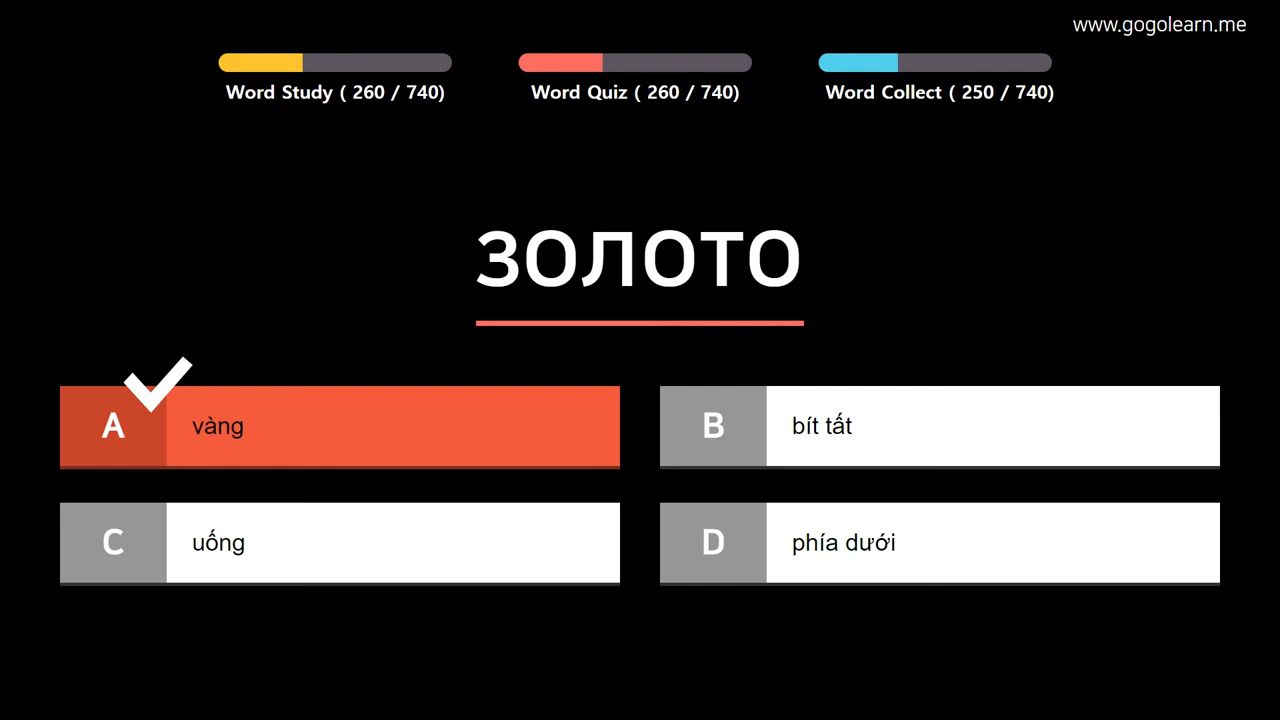 www.gogolearn.me
Word Study ( 260 / 740)
Word Quiz ( 260 / 740)
Word Collect ( 250 / 740)
золото
A vàng
B bít tất
C uống
D phía dưới